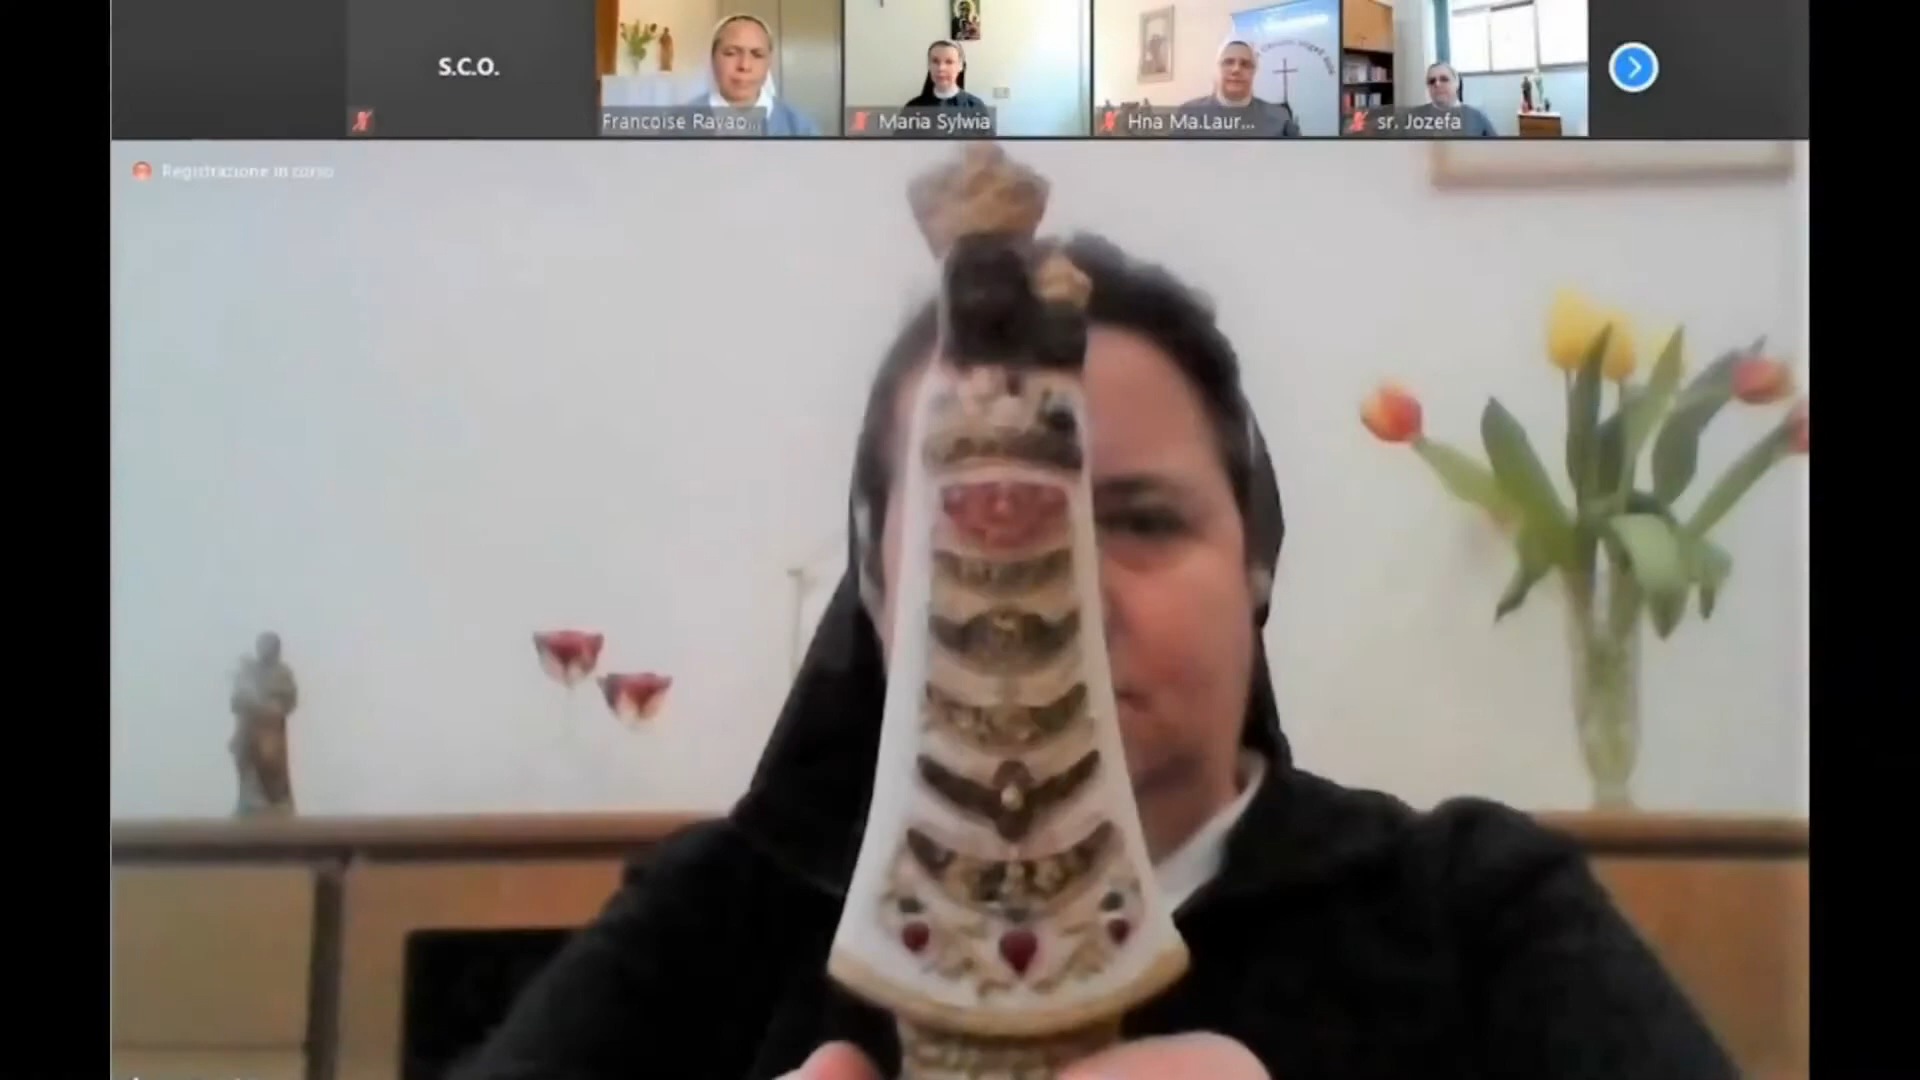 S.C.O.
Francoise Ravao...
Maria Sylwia
Hna Ma.Laur...
sr. Jozefa
Registrazione in corso